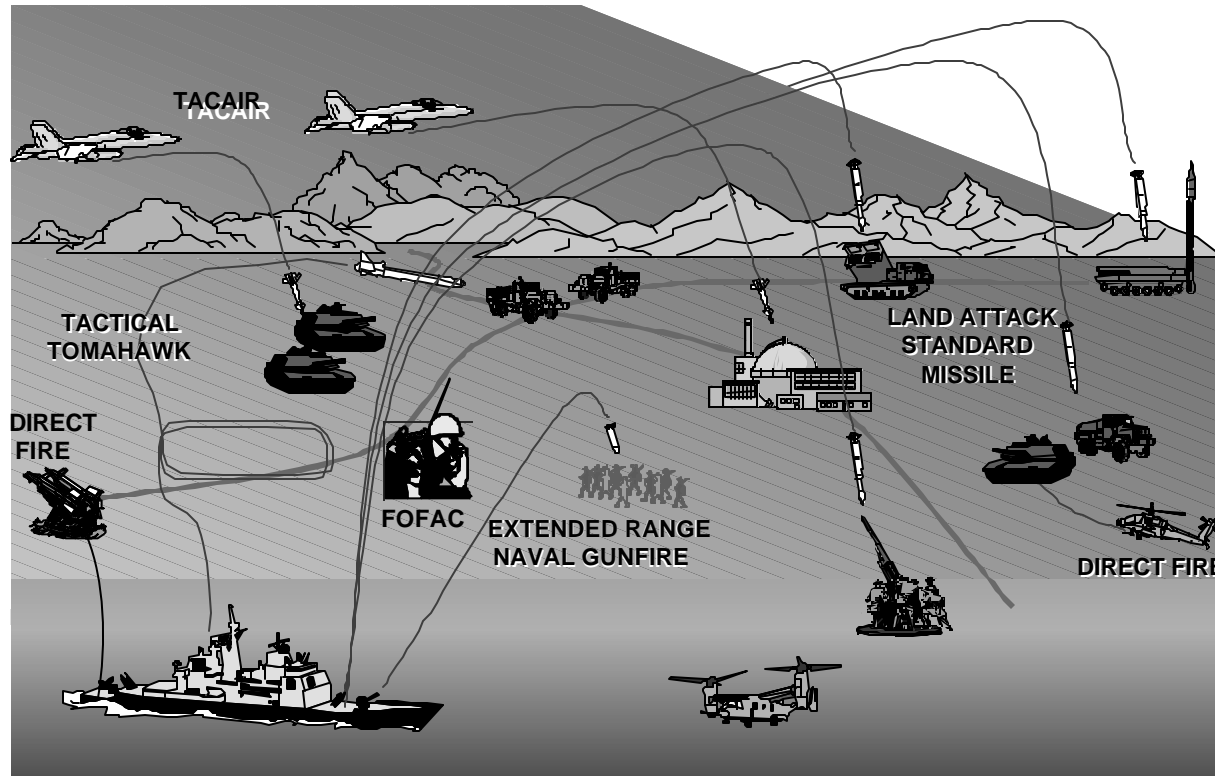 TACAIR
TACTICAL
TOMAHAWK
LAND ATTACK
STANDARD
MISSILE
DIRECT
FIRE
FOFAC
EXTENDED RANGE
NAVAL GUNFIRE
DIRECT FIRE